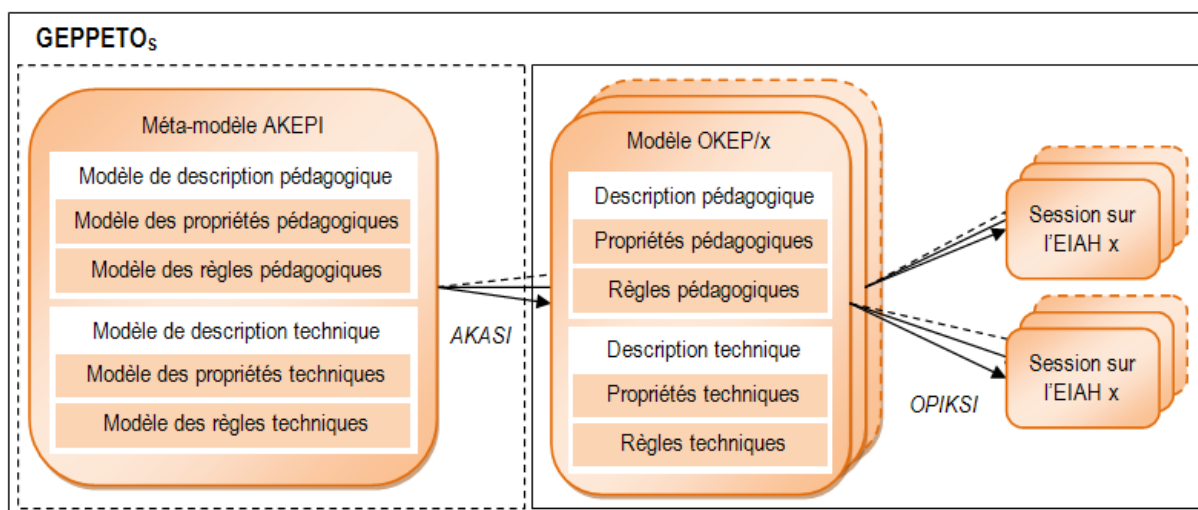 GEPPETOS
Méta-modèle AKEPI
Modèle de description pédagogique
Modèle des propriétés pédagogiques
Modèle des règles pédagogiques
Modèle de description technique
Modèle des propriétés techniques
Modèle des règles techniques
AKASI
Modèle OKEP/x
Description pédagogique
Propriétés pédagogiques
Règles pédagogiques
Description technique
Propriétés techniques
Règles techniques
OPIKSI
Session sur
l'EIAH x
Session sur
l'EIAH x